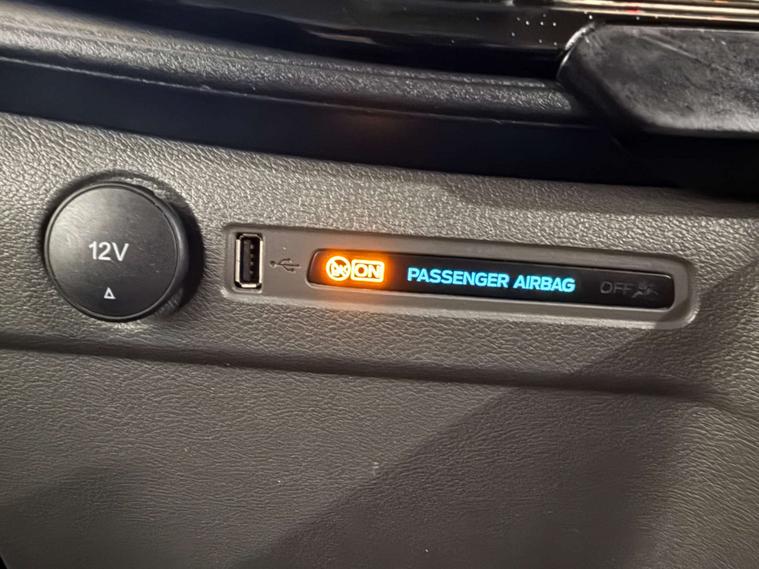 12V
ON PASSENGER AIRBAG OFF